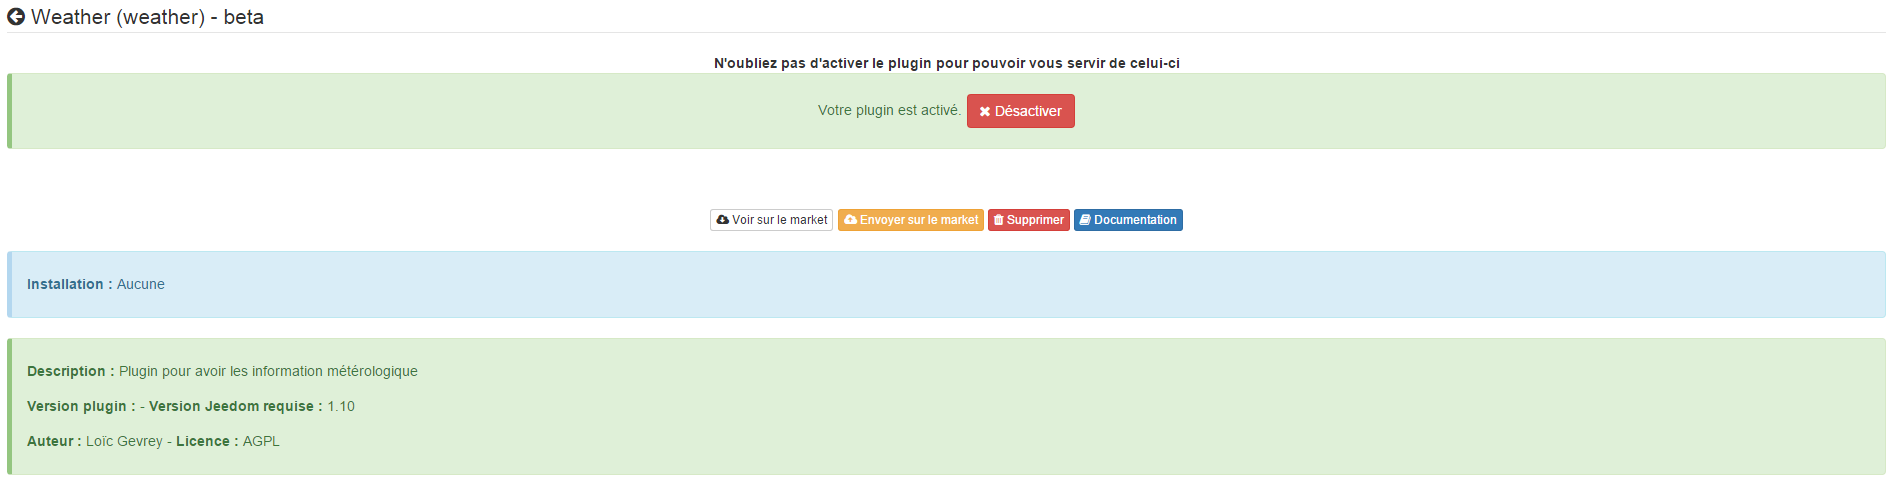 Weather (weather) - beta
N'oubliez pas d'activer le plugin pour pouvoir vous servir de celui-ci
Votre plugin est activé. Désactiver
Voir sur le market Envoyer sur le market Supprimer Documentation
Installation : Aucune
Description : Plugin pour avoir les information métérologique
Version plugin : - Version Jeedom requise : 1.10
Auteur : Loïc Gevrey - Licence : AGPL